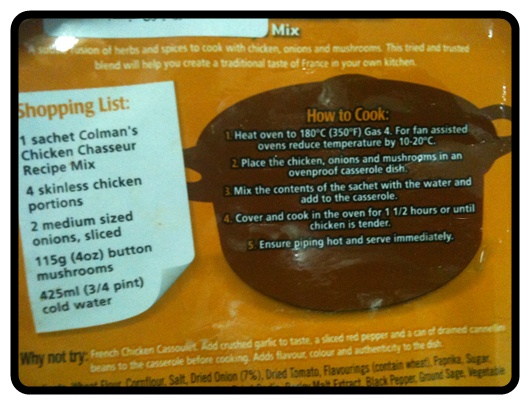 Mix
A subtle fusion of herbs and spices to cook with chicken, onions and mushrooms. This tried and trusted
blend will help you create a traditional taste of France in your own kitchen.
Shopping List:
1 sachet Colman's
Chicken Chasseur
Recipe Mix
4 skinless chicken
portions
2 medium sized
onions, sliced
115g (4oz) button
mushrooms
425ml (3/4 pint)
cold water
How to Cook:
1. Heat oven to 180°C (350°F) Gas 4. For fan assisted
ovens reduce temperature by 10-20°C.
2. Place the chicken, onions and mushrooms in an
ovenproof casserole dish.
3. Mix the contents of the sachet with the water and
add to the casserole.
4. Cover and cook in the oven for 1 1/2 hours or until
chicken is tender.
5. Ensure piping hot and serve immediately.
Why not try: French Chicken Cassoulet. Add crushed garlic to taste, a sliced red pepper and a can of drained cannellini
beans to the casserole before cooking. Adds flavour, colour and authenticity to the dish.
Wheat Flour, Cornflour, Salt, Dried Onion (7%), Dried Tomato, Flavourings (contain wheat), Paprika, Sugar,
Barley Malt Extract, Black Pepper, Ground Sage, Vegetable